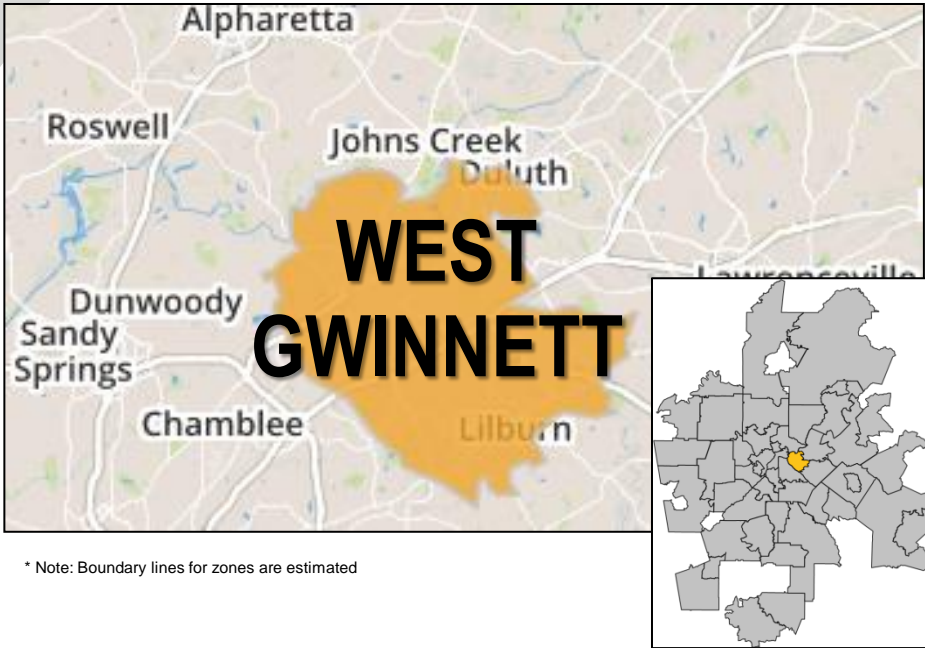 Alpharetta
Roswell
Johns Creek
Duluth
WEST
GWINNETT
Lawrenceville
Dunwoody
Sandy
Springs
Chamblee
Lilburn
* Note: Boundary lines for zones are estimated